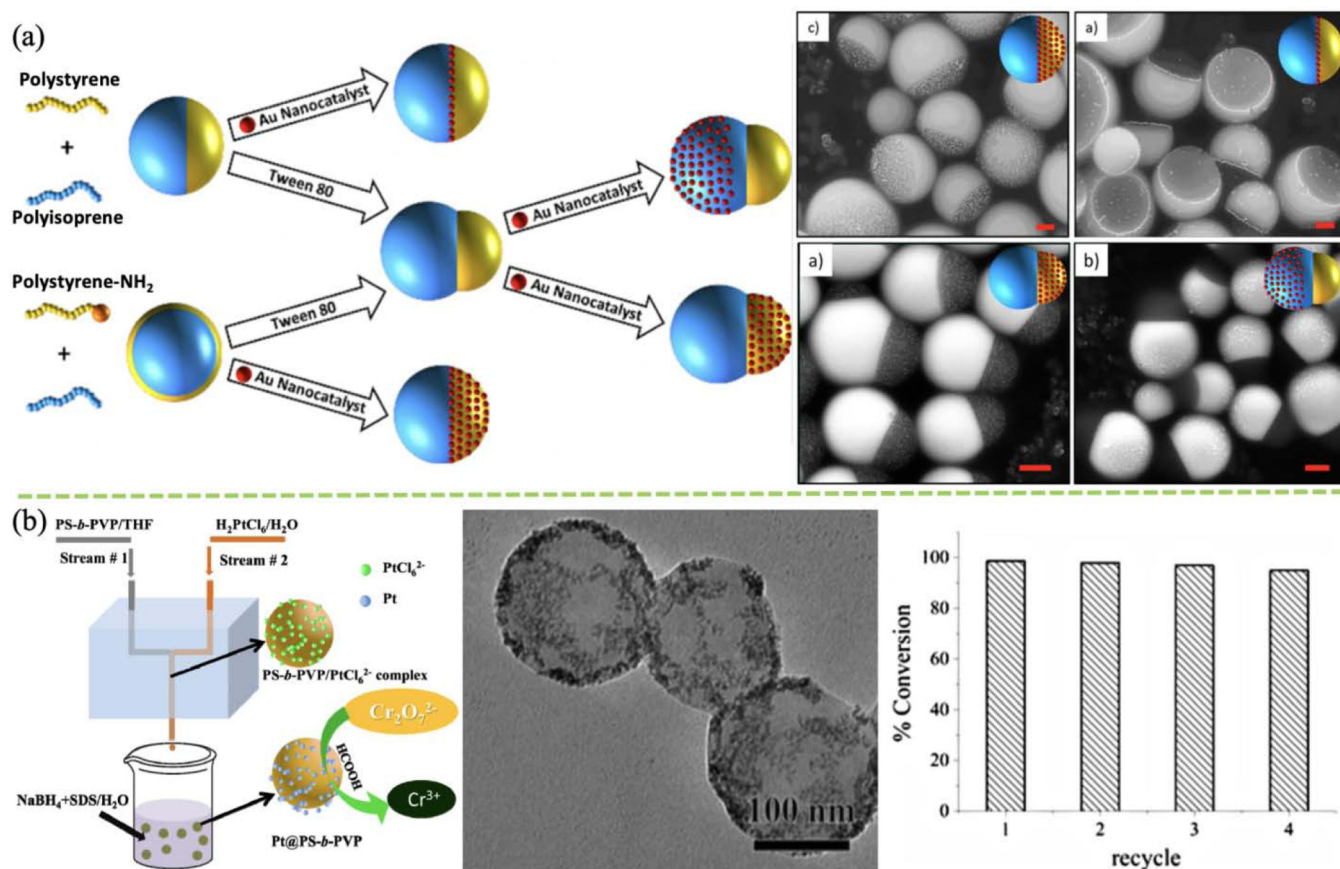 (a)
Polystyrene
+
Polyisoprene
Au Nanocatalyst
Tween 80
Au Nanocatalyst
Polystyrene-NH₂
+
Tween 80
Au Nanocatalyst
Au Nanocatalyst
c)
a)
a)
b)
(b)
PS-b-PVP/THF
H₂PtCl₆/H₂O
Stream # 1
Stream # 2
PtCl₆²⁻
Pt
PS-b-PVP/PtCl₆²⁻ complex
Cr₂O₇²⁻
HCOOH
Cr³⁺
NaBH₄+SDS/H₂O
Pt@PS-b-PVP
100 nm
% Conversion
100
80
60
40
20
0
1 2 3 4
recycle